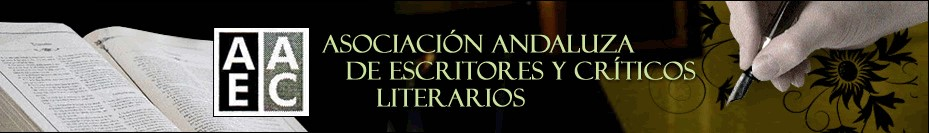 AA
EC
ASOCIACIÓN ANDALUZA
DE ESCRITORES Y CRÍTICOS
LITERARIOS